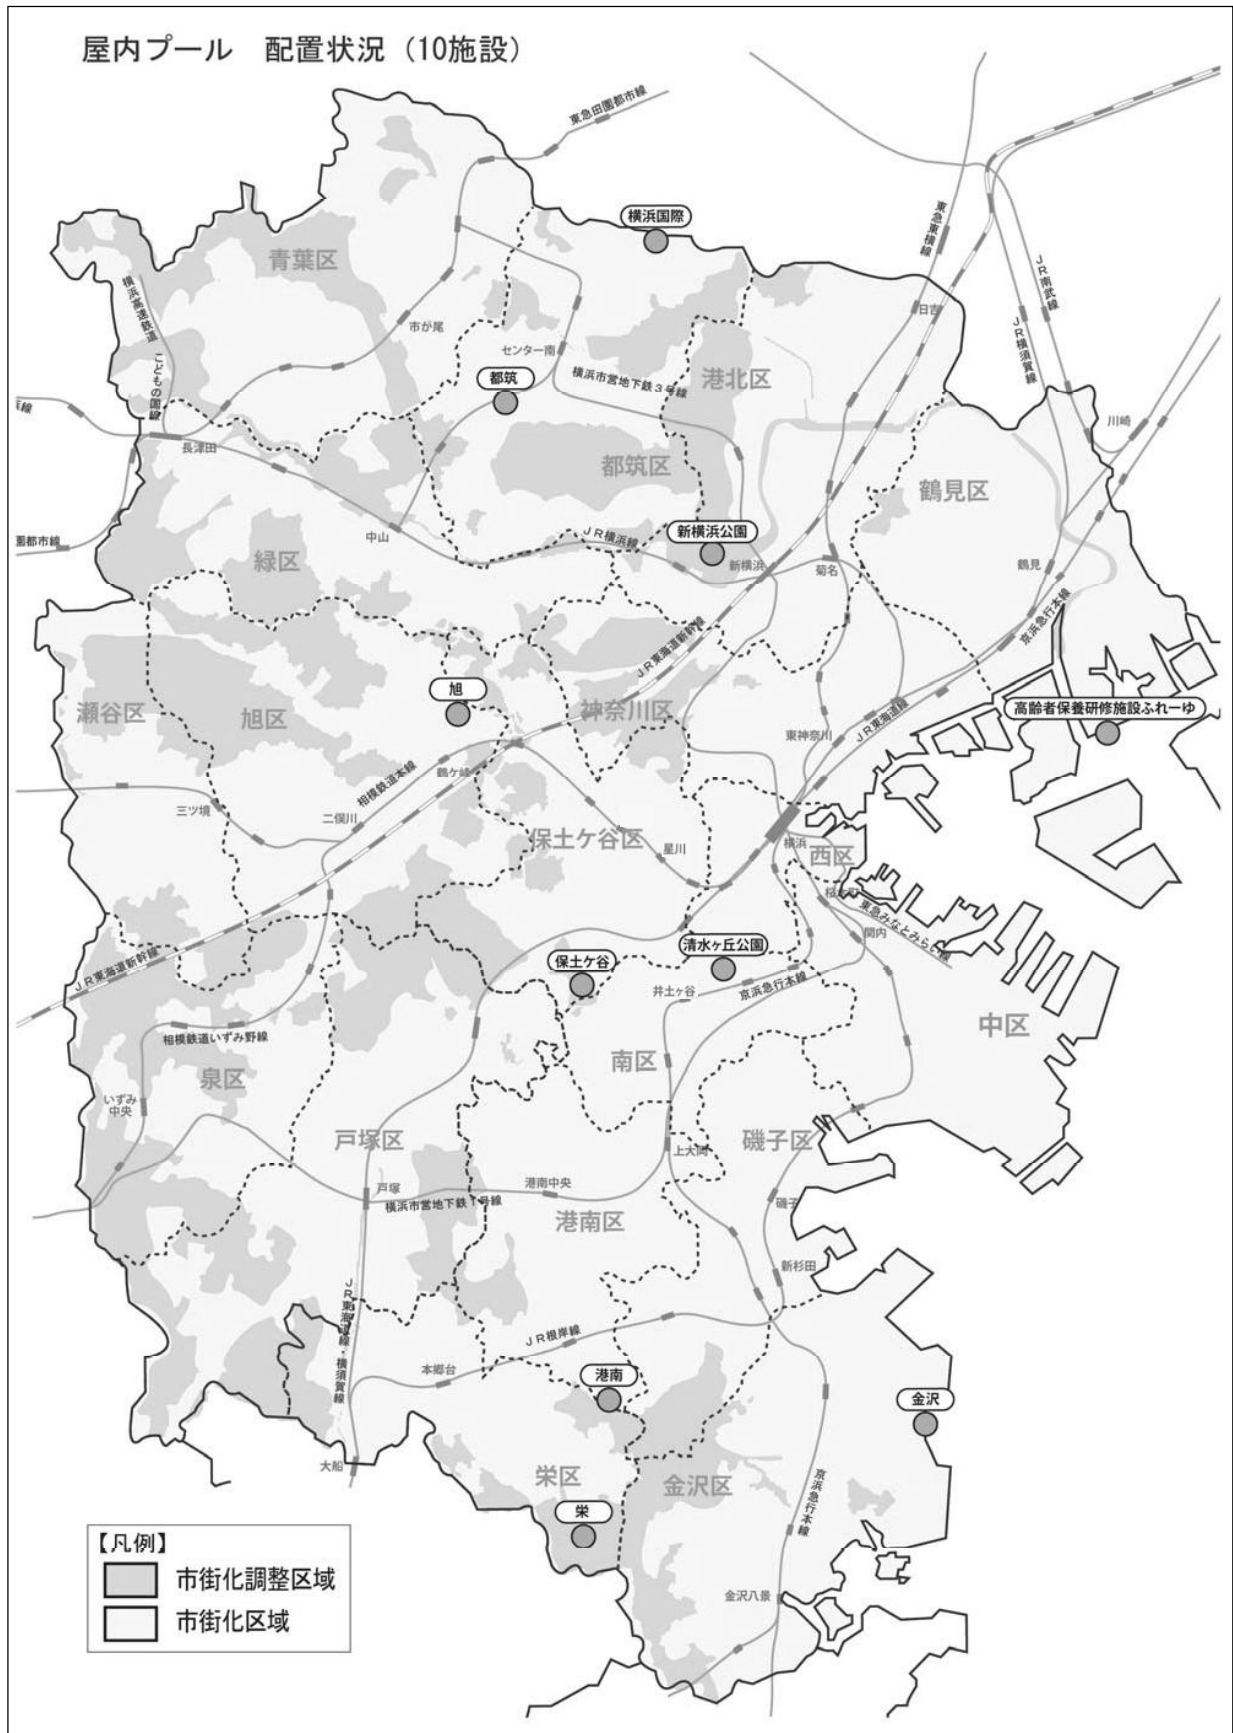 屋内プール 配置状況（10施設）
東急田園都市線
横浜国際
青葉区
東急東横線
JR南武線
横浜高速鉄道
こどもの国線
市が尾
日吉
JR横須賀線
センター南
横浜市営地下鉄3号線
都筑
港北区
川崎
長津田
都筑区
鶴見区
新横浜公園
園都市線
中山
JR横浜線
緑区
新横浜
菊名
鶴見
京浜急行本線
JR東海道新幹線
旭
瀬谷区
旭区
神奈川区
高齢者保養研修施設ふれーゆ
東神奈川
JR東海道線
相模鉄道本線
鶴ケ峰
三ツ境
二俣川
保土ケ谷区
星川
横浜
西区
東急みなとみらい線
関内
清水ヶ丘公園
保土ケ谷
JR東海道新幹線
井土ヶ谷
京浜急行本線
中区
相模鉄道いずみ野線
南区
泉区
いずみ
中央
戸塚区
磯子区
上大岡
戸塚
港南中央
横浜市営地下鉄1号線
磯子
港南区
新杉田
JR東海道線・横須賀線
JR根岸線
本郷台
港南
金沢
大船
栄区
金沢区
京浜急行本線
栄
【凡例】
市街化調整区域
市街化区域
金沢八景